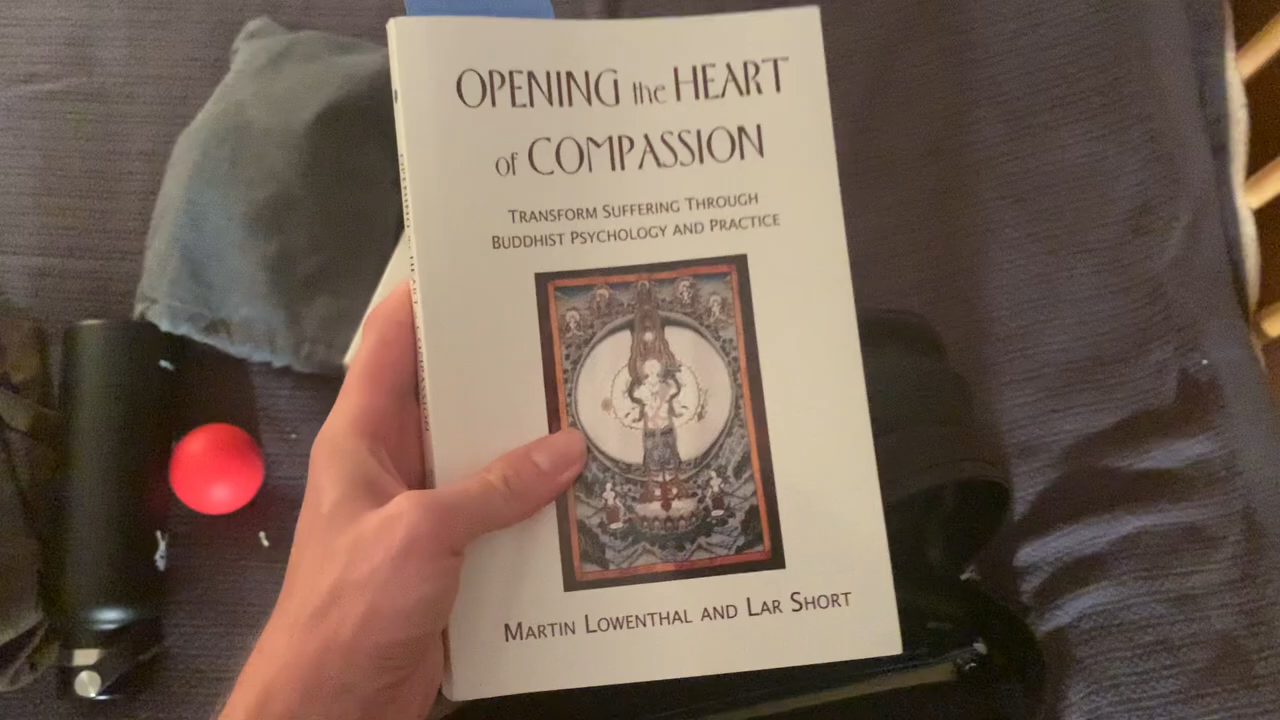 OPENING the HEART
of COMPASSION
TRANSFORM SUFFERING THROUGH
BUDDHIST PSYCHOLOGY AND PRACTICE
MARTIN LOWENTHAL AND LAR SHORT